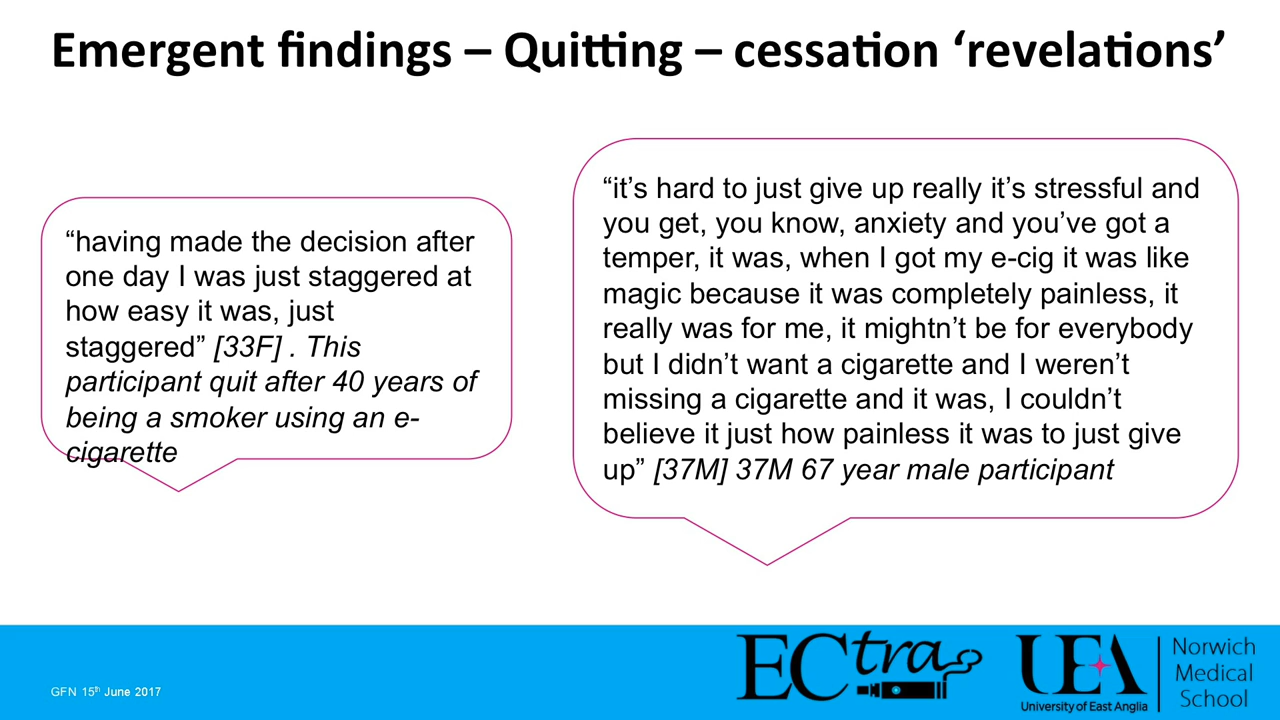 Emergent findings – Quitting – cessation ‘revelations’
“having made the decision after
one day I was just staggered at
how easy it was, just
staggered” [33F] . This
participant quit after 40 years of
being a smoker using an e-
cigarette
“it’s hard to just give up really it’s stressful and
you get, you know, anxiety and you’ve got a
temper, it was, when I got my e-cig it was like
magic because it was completely painless, it
really was for me, it mightn’t be for everybody
but I didn’t want a cigarette and I weren’t
missing a cigarette and it was, I couldn’t
believe it just how painless it was to just give
up” [37M] 37M 67 year male participant
GFN 15th June 2017
ECtra
UEA
University of East Anglia
Norwich
Medical
School